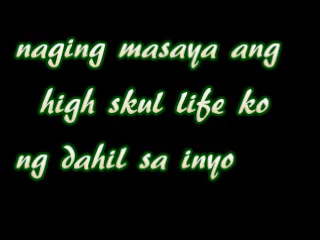 naging masaya ang
high skul life ko
ng dahil sa inyo